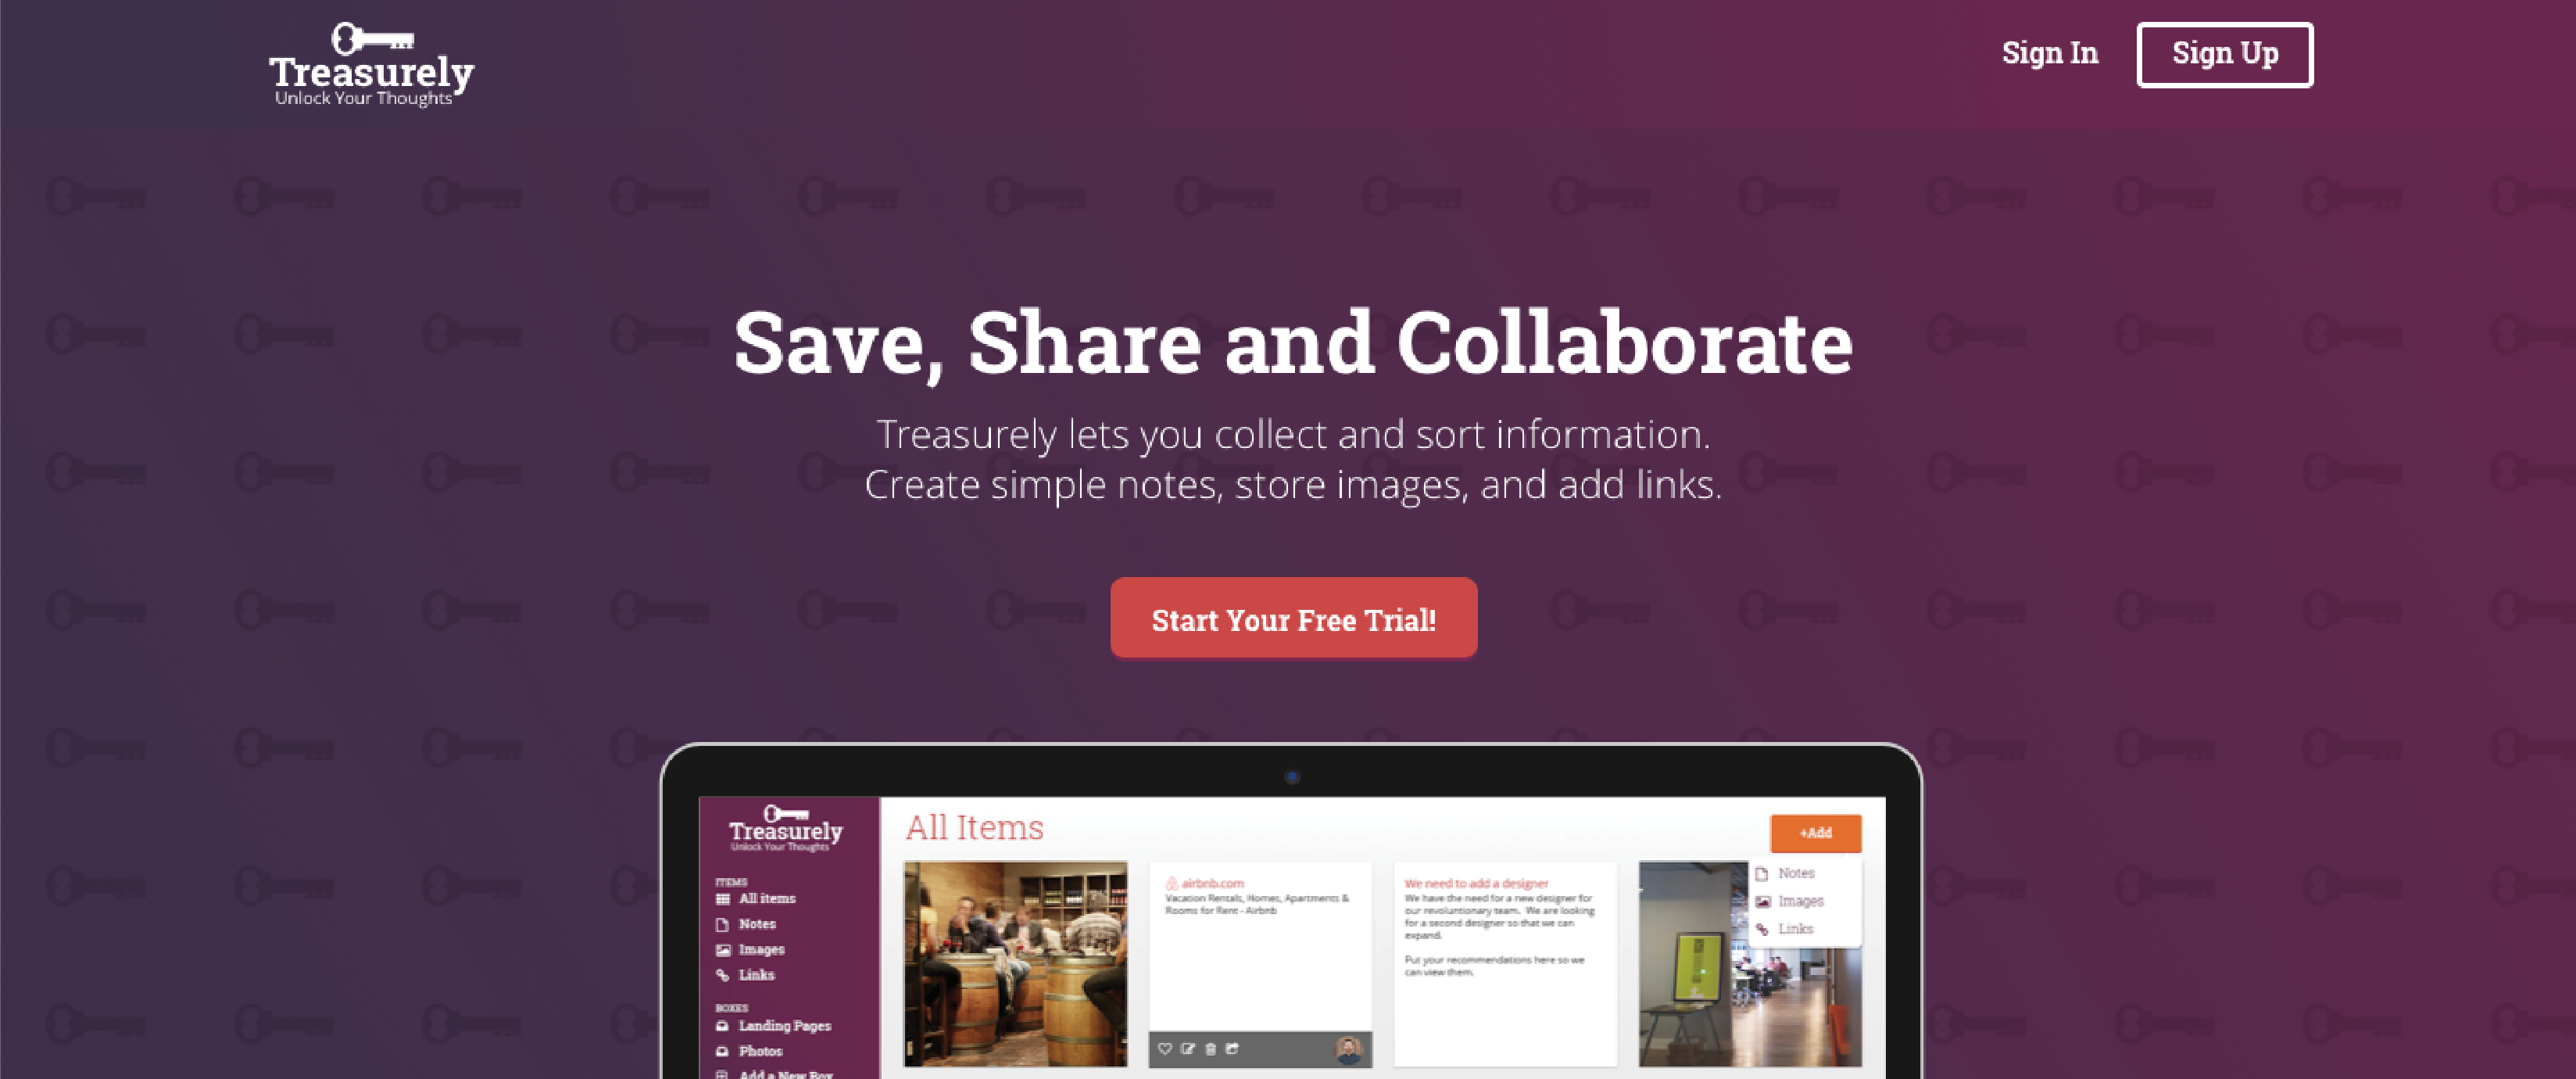 Treasurely
Unlock Your Thoughts
Sign In
Sign Up
Save, Share and Collaborate
Treasurely lets you collect and sort information.
Create simple notes, store images, and add links.
Start Your Free Trial!
Treasurely
Unlock Your Thoughts
ITEMS
All items
Notes
Images
Links
BOXES
Landing Pages
Photos
Add a New Box
All Items
+Add
Notes
Images
Links
airbnb.com
Vacation Rentals, Homes, Apartments &
Rooms for Rent - Airbnb
We need to add a designer
We have the need for a new designer for
our revoluntionary team. We are looking
for a second designer so that we can
expand.
Put your recommendations here so we
can view them.